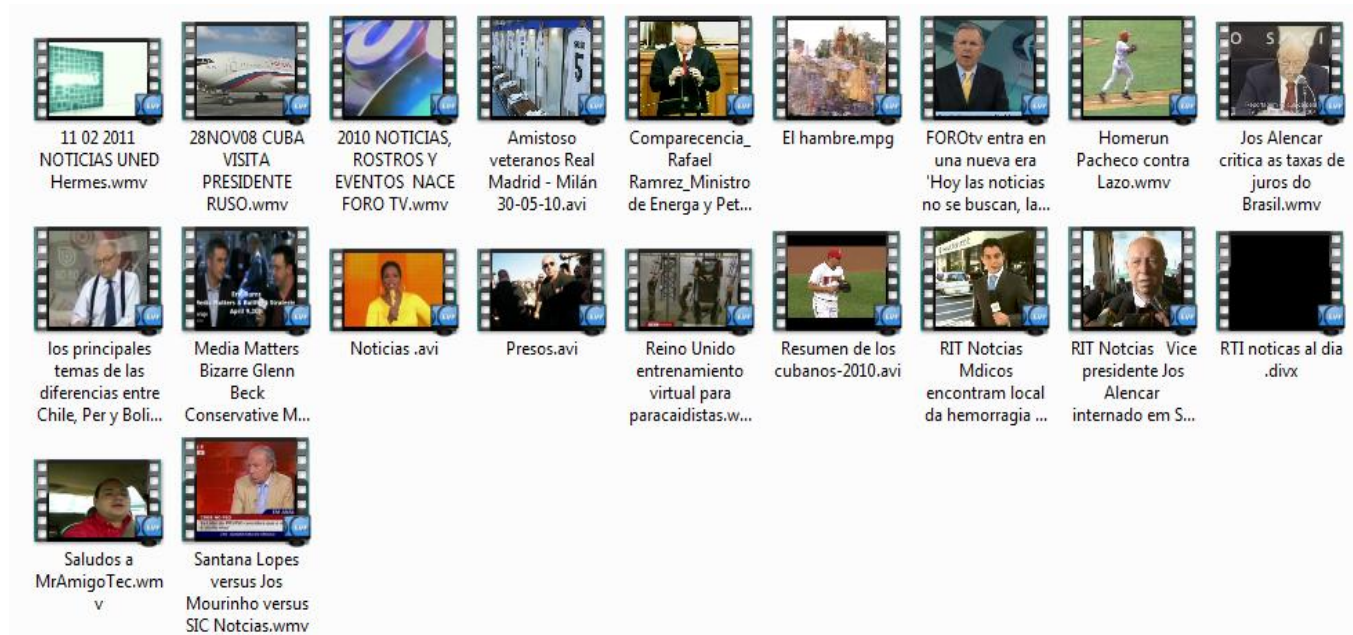 11 02 2011
NOTICIAS UNED
Hermes.wmv
28NOV08 CUBA
VISITA
PRESIDENTE
RUSO.wmv
2010 NOTICIAS,
ROSTROS Y
EVENTOS NACE
FORO TV.wmv
Amistoso
veteranos Real
Madrid - Milán
30-05-10.avi
Comparecencia_
Rafael
Ramrez_Ministro
de Energa y Pet...
El hambre.mpg
FOROtv entra en
una nueva era
'Hoy las noticias
no se buscan, la...
Homerun
Pacheco contra
Lazo.wmv
Jos Alencar
critica as taxas de
juros do
Brasil.wmv
los principales
temas de las
diferencias entre
Chile, Per y Boli...
Media Matters
Bizarre Glenn
Beck
Conservative M...
Noticias .avi
Presos.avi
Reino Unido
entrenamiento
virtual para
paracaidistas.w...
Resumen de los
cubanos-2010.avi
RIT Notcias
Mdicos
encontram local
da hemorragia ...
RIT Notcias Vice
presidente Jos
Alencar
internado em S...
RTI noticas al dia
.divx
Saludos a
MrAmigoTec.wm
v
Santana Lopes
versus Jos
Mourinho versus
SIC Notcias.wmv